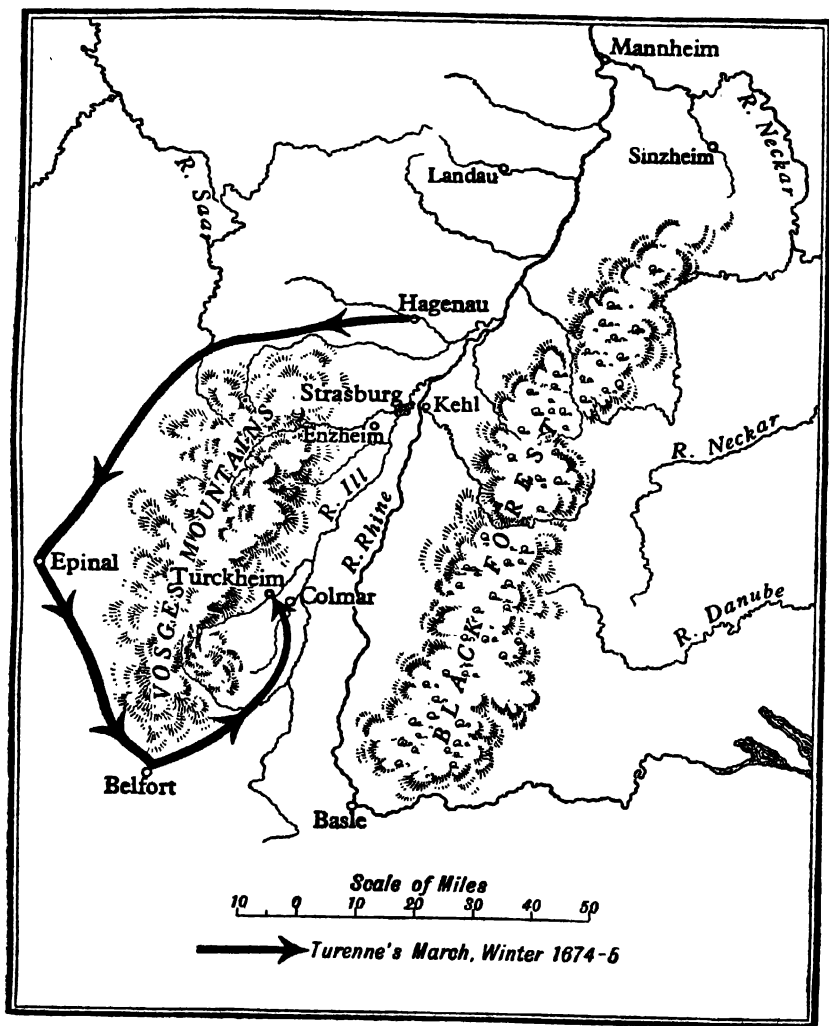 Mannheim
R. Neckar
Sinzheim
Landau
R. Saar
Hagenau
Strasburg
Kehl
Enzheim
R. Ill
R. Rhine
R. Neckar
VOSGES MOUNTAINS
BLACK FOREST
Epinal
Turckheim
Colmar
R. Danube
Belfort
Basle
Scale of Miles
10 0 10 20 30 40 50
Turenne's March, Winter 1674-5